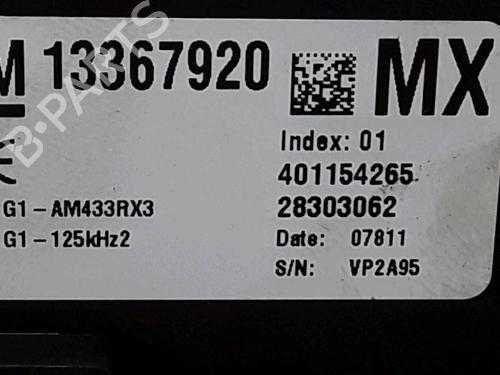 M 13367920 MX
Index: 01
401154265
G1-AM433RX3 28303062
G1-125kHz2 Date: 07811
S/N: VP2A95
B-PARTS